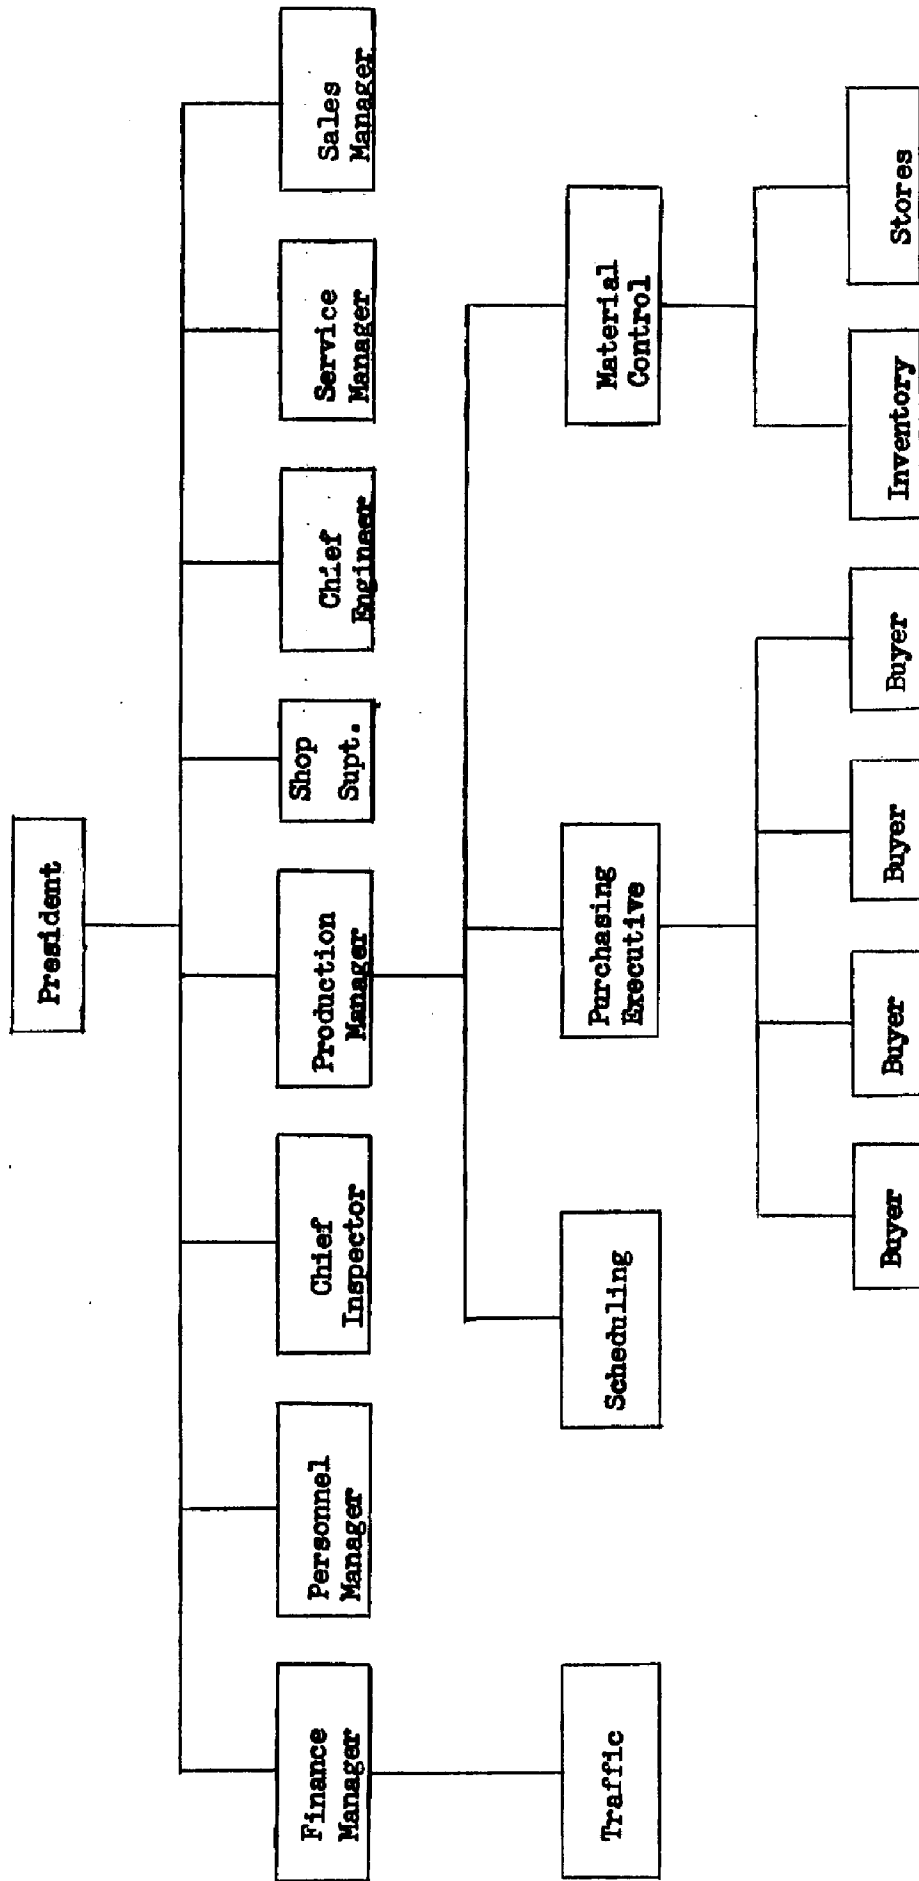 President
Finance
Manager
Personnel
Manager
Chief
Inspector
Production
Manager
Shop
Supt.
Chief
Engineer
Service
Manager
Sales
Manager
Traffic
Scheduling
Purchasing
Executive
Material
Control
Buyer
Buyer
Buyer
Buyer
Inventory
Stores